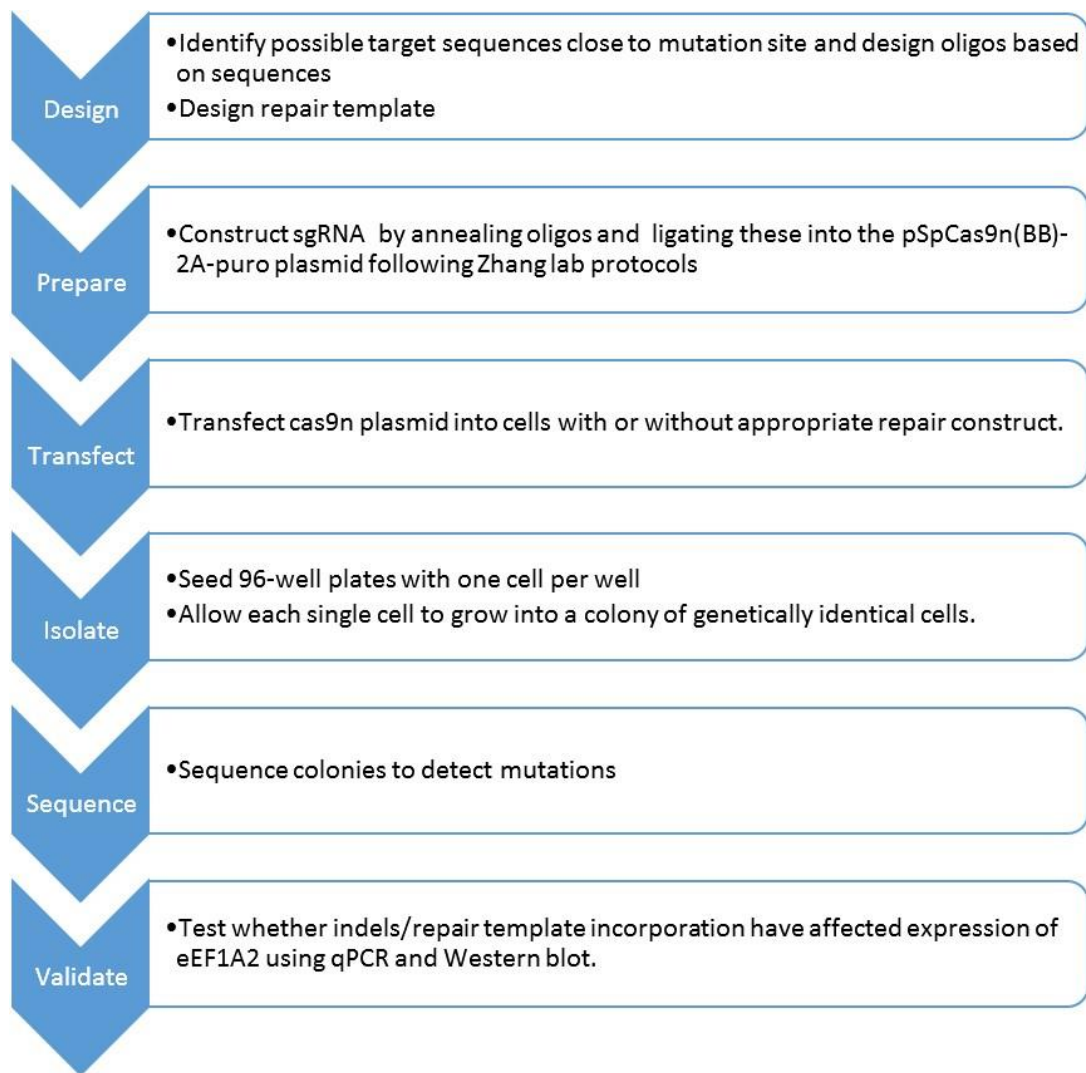 Design
•Identify possible target sequences close to mutation site and design oligos based
on sequences
•Design repair template
Prepare
•Construct sgRNA by annealing oligos and ligating these into the pSpCas9n(BB)-
2A-puro plasmid following Zhang lab protocols
Transfect
•Transfect cas9n plasmid into cells with or without appropriate repair construct.
Isolate
•Seed 96-well plates with one cell per well
•Allow each single cell to grow into a colony of genetically identical cells.
Sequence
•Sequence colonies to detect mutations
Validate
•Test whether indels/repair template incorporation have affected expression of
eEF1A2 using qPCR and Western blot.